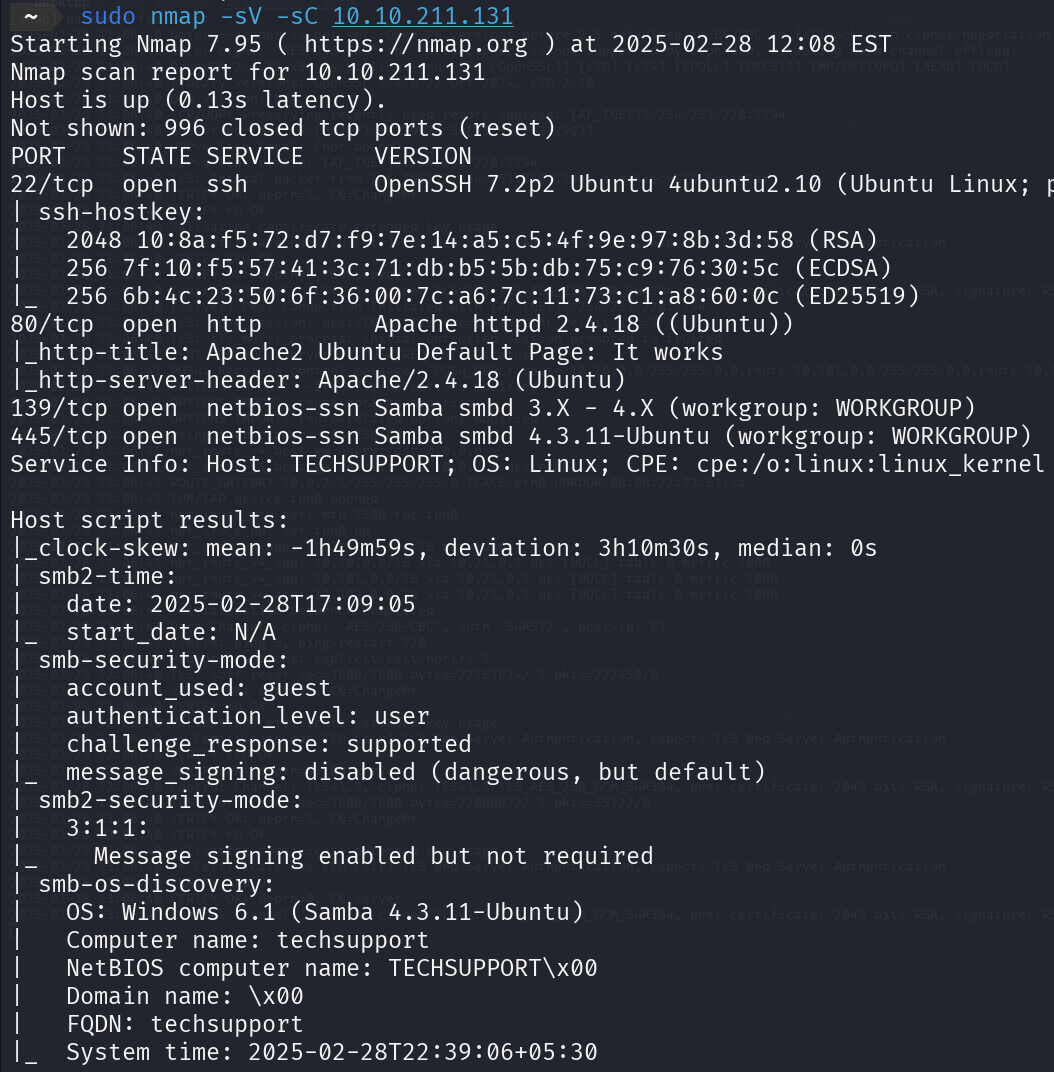 ~ sudo nmap -sV -sC 10.10.211.131
Starting Nmap 7.95 ( https://nmap.org ) at 2025-02-28 12:08 EST
Nmap scan report for 10.10.211.131
Host is up (0.13s latency).
Not shown: 996 closed tcp ports (reset)
PORT    STATE SERVICE     VERSION
22/tcp  open  ssh         OpenSSH 7.2p2 Ubuntu 4ubuntu2.10 (Ubuntu Linux;
| ssh-hostkey:
|   2048 10:8a:f5:72:d7:f9:7e:14:a5:c5:4f:9e:97:8b:3d:58 (RSA)
|   256 7f:10:f5:57:41:3c:71:db:b5:5b:db:75:c9:76:30:5c (ECDSA)
|_  256 6b:4c:23:50:6f:36:00:7c:a6:7c:11:73:c1:a8:60:0c (ED25519)
80/tcp  open  http        Apache httpd 2.4.18 ((Ubuntu))
|_http-title: Apache2 Ubuntu Default Page: It works
|_http-server-header: Apache/2.4.18 (Ubuntu)
139/tcp open  netbios-ssn Samba smbd 3.X - 4.X (workgroup: WORKGROUP)
445/tcp open  netbios-ssn Samba smbd 4.3.11-Ubuntu (workgroup: WORKGROUP)
Service Info: Host: TECHSUPPORT; OS: Linux; CPE: cpe:/o:linux:linux_kernel

Host script results:
|_clock-skew: mean: -1h49m59s, deviation: 3h10m30s, median: 0s
| smb2-time:
|   date: 2025-02-28T17:09:05
|_  start_date: N/A
| smb-security-mode:
|   account_used: guest
|   authentication_level: user
|   challenge_response: supported
|_  message_signing: disabled (dangerous, but default)
| smb2-security-mode:
|   3:1:1:
|_    Message signing enabled but not required
| smb-os-discovery:
|   OS: Windows 6.1 (Samba 4.3.11-Ubuntu)
|   Computer name: techsupport
|   NetBIOS computer name: TECHSUPPORT\x00
|   Domain name: \x00
|   FQDN: techsupport
|_  System time: 2025-02-28T22:39:06+05:30